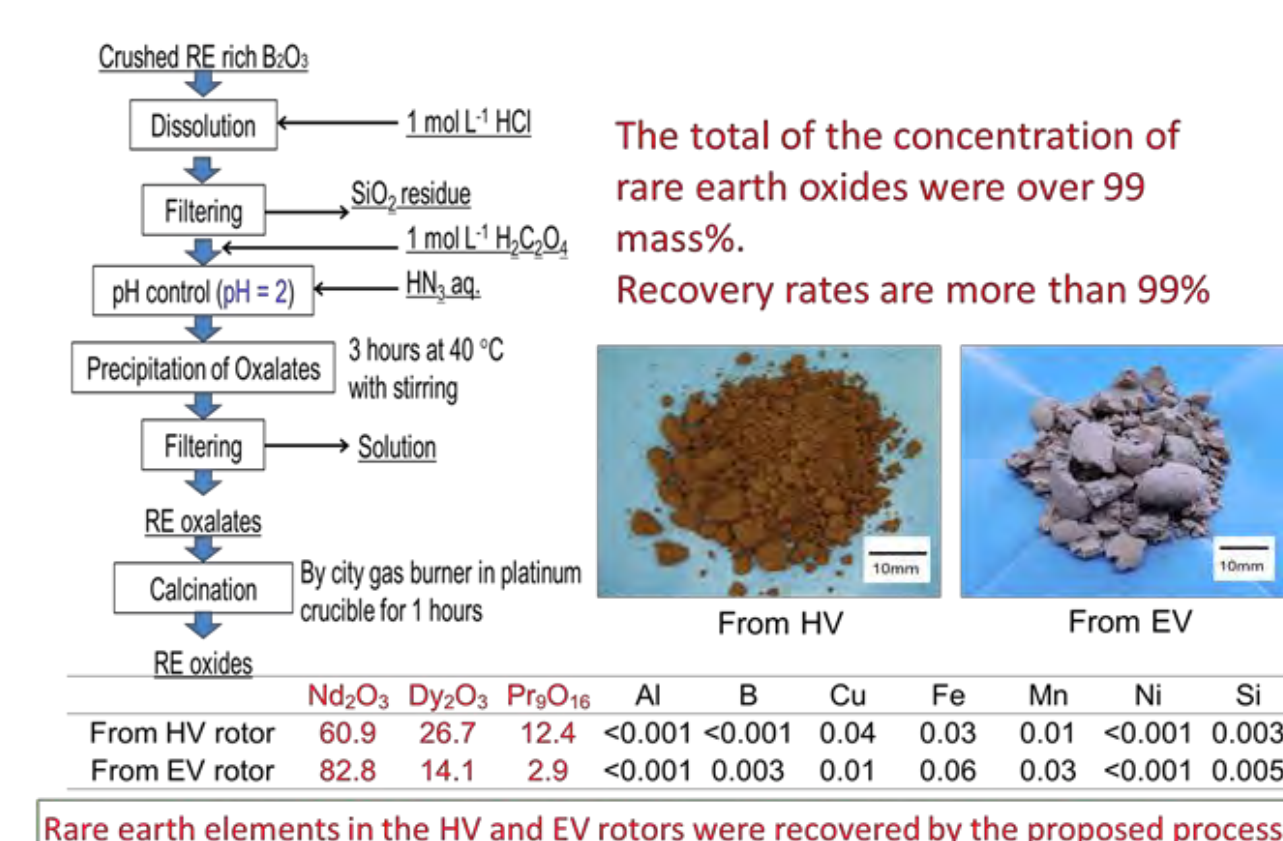 Crushed RE rich B₂O₃
Dissolution
1 mol L⁻¹ HCl
Filtering
SiO₂ residue
1 mol L⁻¹ H₂C₂O₄
pH control (pH = 2)
HN₃ aq.
Precipitation of Oxalates
3 hours at 40 °C
with stirring
Filtering
Solution
RE oxalates
Calcination
By city gas burner in platinum
crucible for 1 hours
RE oxides
The total of the concentration of
rare earth oxides were over 99
mass%.
Recovery rates are more than 99%
10mm
10mm
From HV
From EV
Nd₂O₃ Dy₂O₃ Pr₉O₁₆ Al B Cu Fe Mn Ni Si
From HV rotor 60.9 26.7 12.4 <0.001 <0.001 0.04 0.03 0.01 <0.001 0.003
From EV rotor 82.8 14.1 2.9 <0.001 0.003 0.01 0.06 0.03 <0.001 0.005
Rare earth elements in the HV and EV rotors were recovered by the proposed process